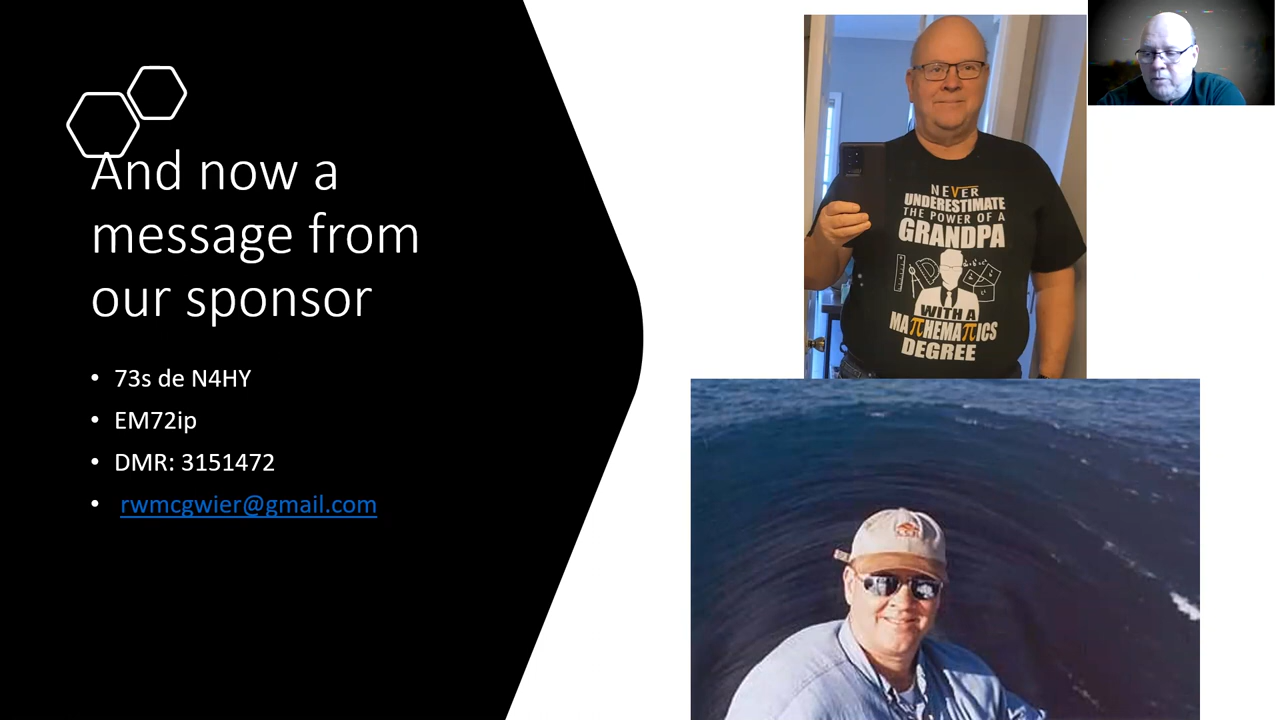 And now a
message from
our sponsor
• 73s de N4HY
• EM72ip
• DMR: 3151472
• rwmcgwier@gmail.com
NEVER
UNDERESTIMATE
THE POWER OF A
GRANDPA
WITH A
MAπHEMAπICS
DEGREE